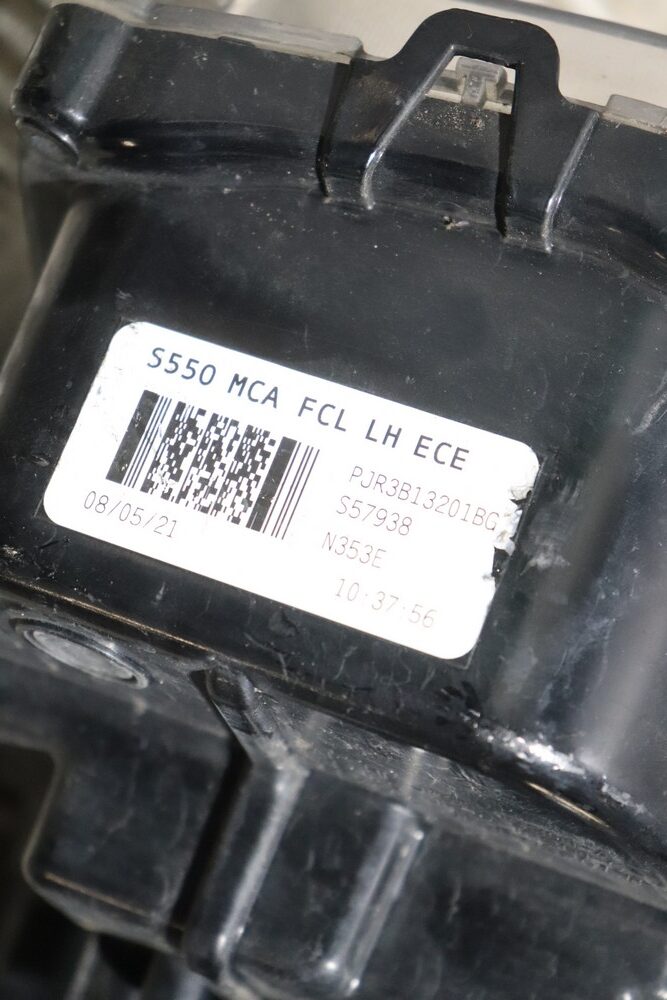 S550 MCA FCL LH ECE
PJR3B13201BG
S57938
08/05/21
N353E
10:37:56